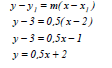 y−y₁ = m(x−x₁)
y−3 = 0,5(x−2)
y−3 = 0,5x−1
y = 0,5x+2